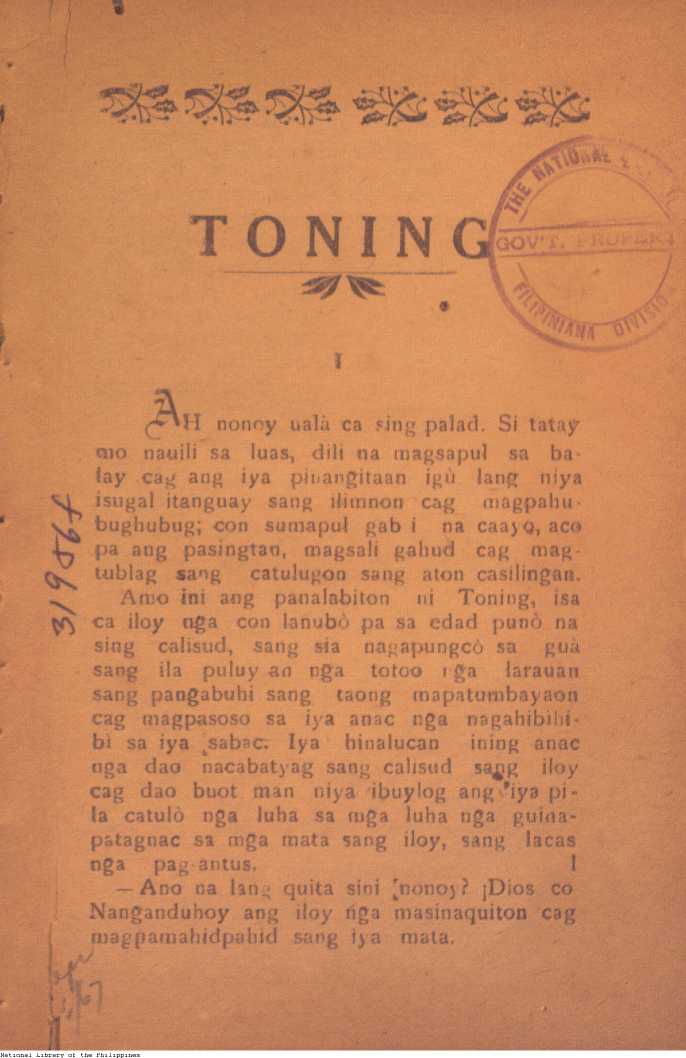 TONING
THE NATIONAL
GOV'T. PROPERT
FILIPINIANA DIVISIO
I
AH nonoy ualà ca sing palad. Si tatay
mo nauili sa luas, dili na magsapul sa ba-
lay cag ang iya pinangitaan igù lang niya
isugal itanguay sang ilimnon cag magpahu-
bughubug; con sumapul gab i na caayo, aco
pa ang pasingtan, magsali gahud cag mag-
tublag sang catulugon sang aton casilingan.
Amo ini ang panalabiton ni Toning, isa
ca iloy nga con lanubò pa sa edad punò na
sing calisud, sang sia nagapungcò sa guà
sang ila puluy an nga totoo nga larauan
sang pangabuhi sang taong mapatumbayaon
cag magpasoso sa iya anac nga nagahibihi-
bi sa iya sabac. Iya hinalucan ining anac
nga dao nacabatyag sang calisud sang iloy
cag dao buot man niya ibuylog ang iya pi-
la catulò nga luha sa mga luha nga guina-
patagnac sa mga mata sang iloy, sang lacas
nga pag-antus.
— Ano na lang quita sini nonoy? ¡Dios co
Nanganduhoy ang iloy nga masinaquiton cag
magpamahidpahid sang iya mata.
319868
67
National Library of the Philippines